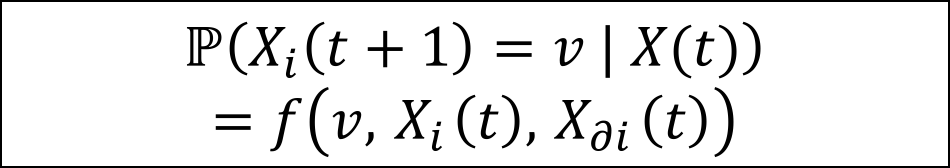 ℙ(X_i(t + 1) = v | X(t))
= f(v, X_i(t), X_{∂i}(t))